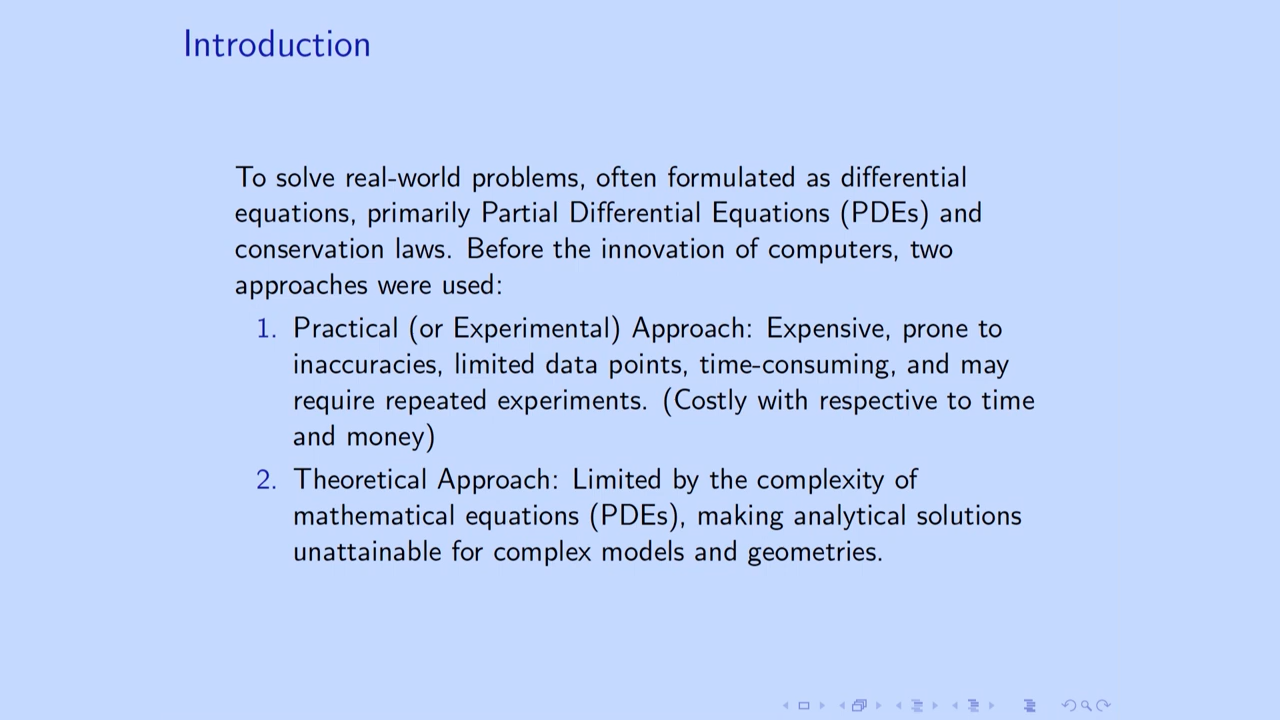 Introduction
To solve real-world problems, often formulated as differential
equations, primarily Partial Differential Equations (PDEs) and
conservation laws. Before the innovation of computers, two
approaches were used:
1. Practical (or Experimental) Approach: Expensive, prone to
inaccuracies, limited data points, time-consuming, and may
require repeated experiments. (Costly with respective to time
and money)
2. Theoretical Approach: Limited by the complexity of
mathematical equations (PDEs), making analytical solutions
unattainable for complex models and geometries.